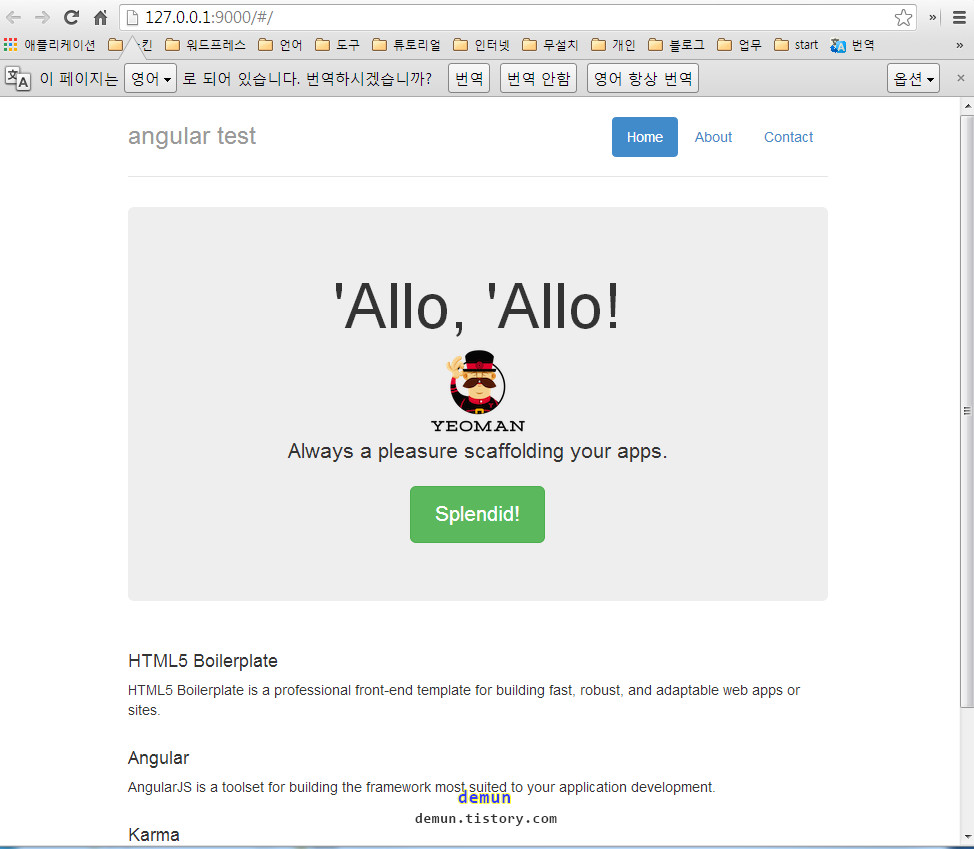 127.0.0.1:9000/#/
애플리케이션 킨 워드프레스 언어 도구 튜토리얼 인터넷 무설치 개인 블로그 업무 start 번역
이 페이지는 영어 로 되어 있습니다. 번역하시겠습니까? 번역 번역 안함 영어 항상 번역 옵션
angular test Home About Contact
'Allo, 'Allo!
YEOMAN
Always a pleasure scaffolding your apps.
Splendid!
HTML5 Boilerplate
HTML5 Boilerplate is a professional front-end template for building fast, robust, and adaptable web apps or
sites.
Angular
AngularJS is a toolset for building the framework most suited to your application development.
demun
demun.tistory.com
Karma